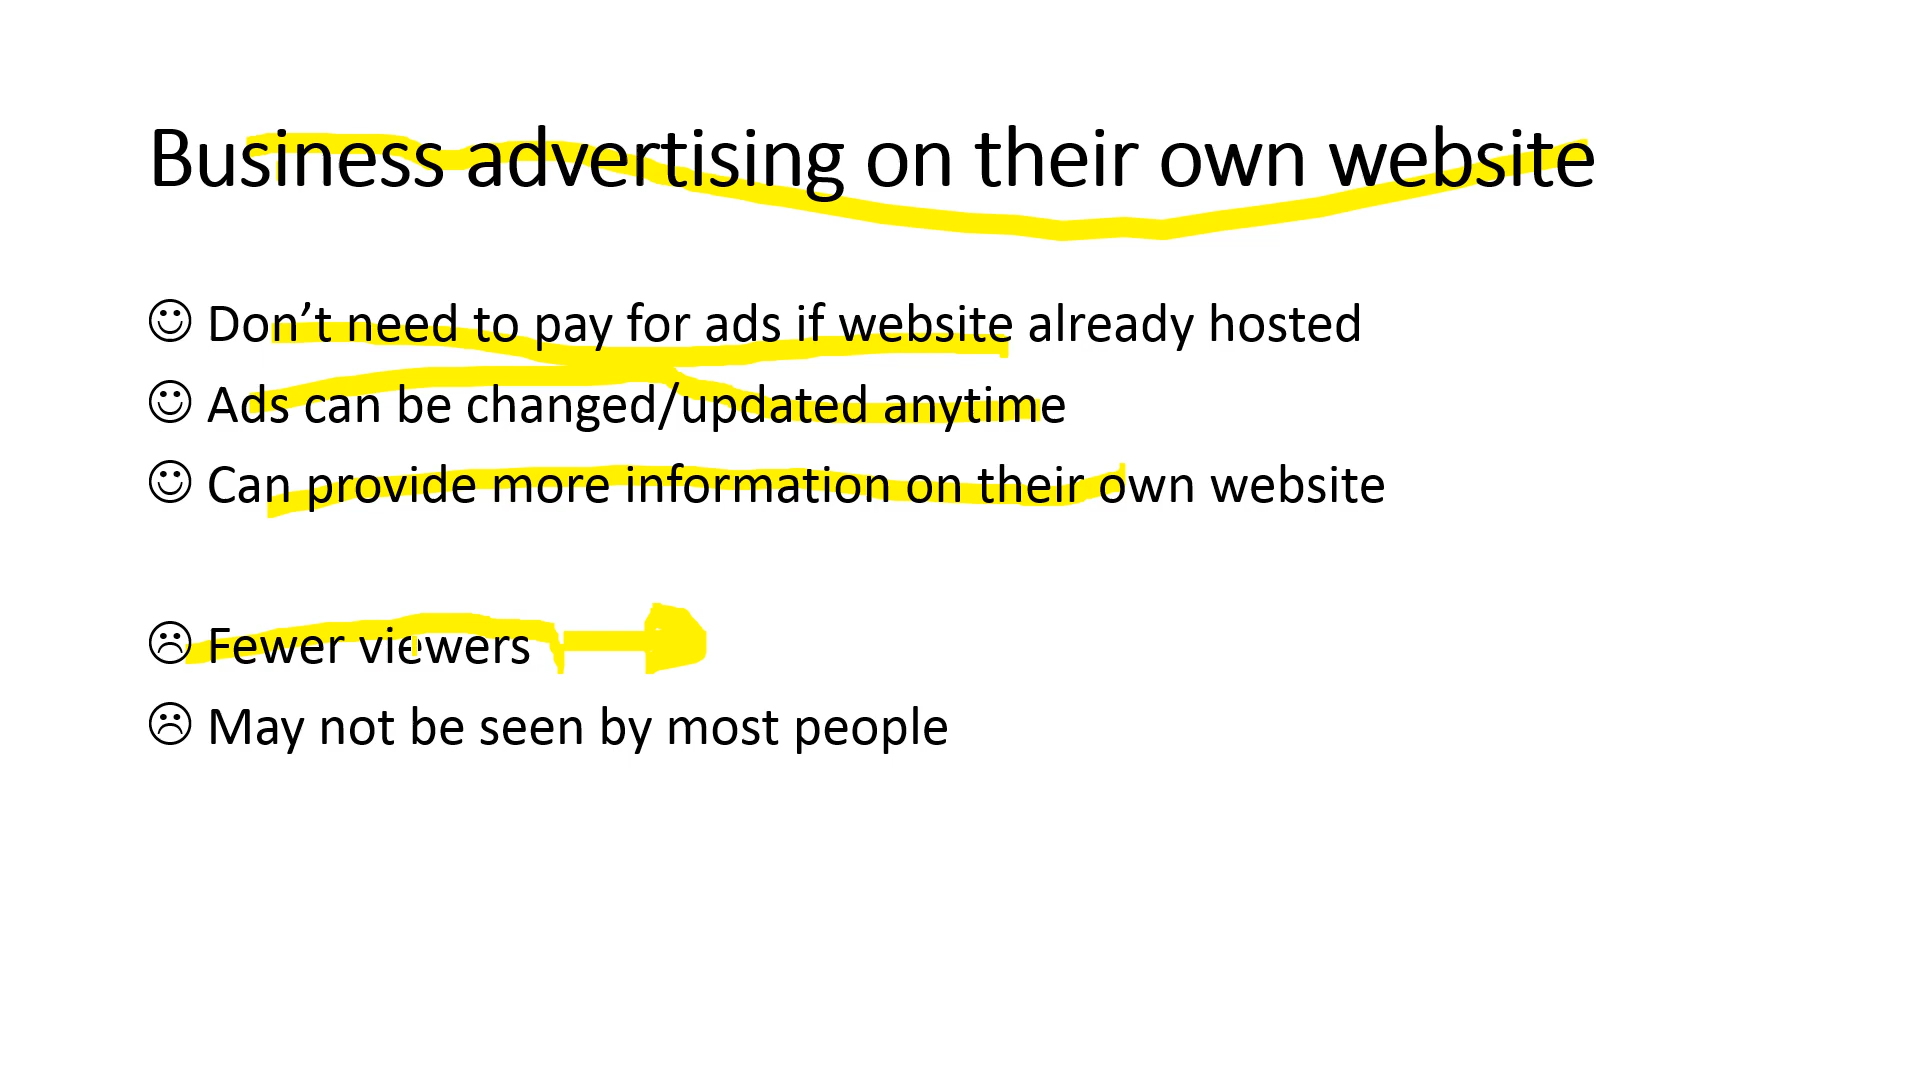 Business advertising on their own website
☺ Don’t need to pay for ads if website already hosted
☺ Ads can be changed/updated anytime
☺ Can provide more information on their own website
☹ Fewer viewers
☹ May not be seen by most people